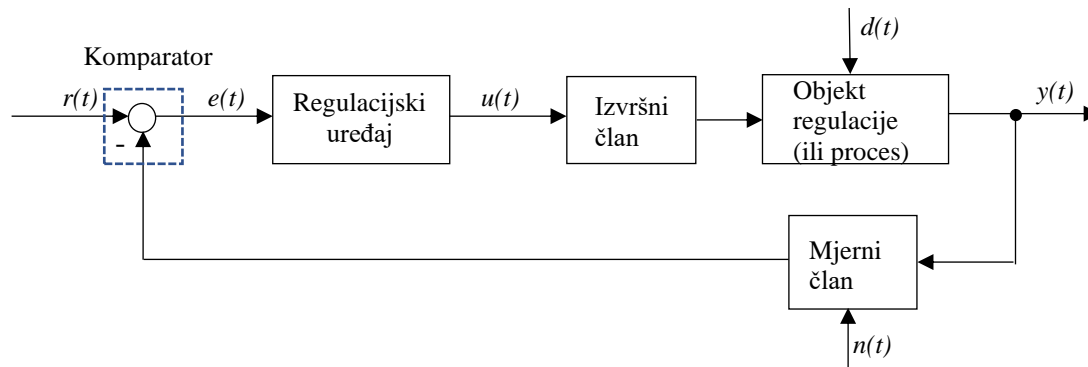 d(t)
Komparator
r(t)
e(t)
Regulacijski
uređaj
u(t)
Izvršni
član
Objekt
regulacije
(ili proces)
y(t)
-
Mjerni
član
n(t)